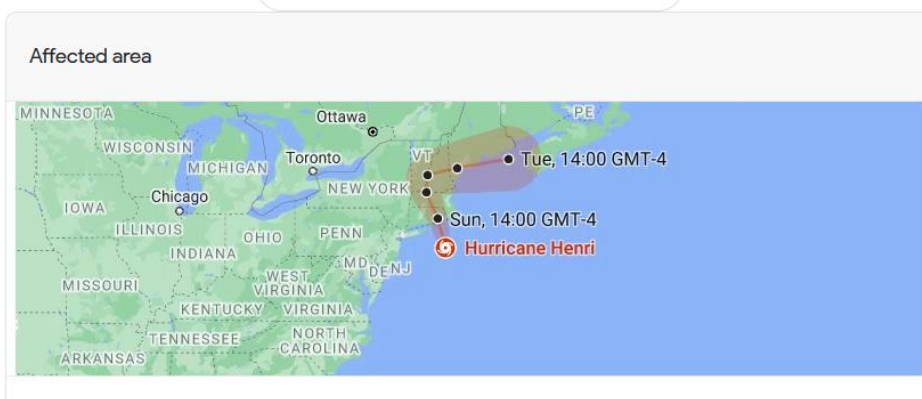 Affected area
MINNESOTA
Ottawa
PE
WISCONSIN
MICHIGAN
Toronto
VT
Tue, 14:00 GMT-4
NEW YORK
Chicago
IOWA
Sun, 14:00 GMT-4
ILLINOIS
OHIO
PENN
INDIANA
Hurricane Henri
MD
DE
NJ
MISSOURI
WEST
VIRGINIA
KENTUCKY
VIRGINIA
TENNESSEE
NORTH
CAROLINA
ARKANSAS